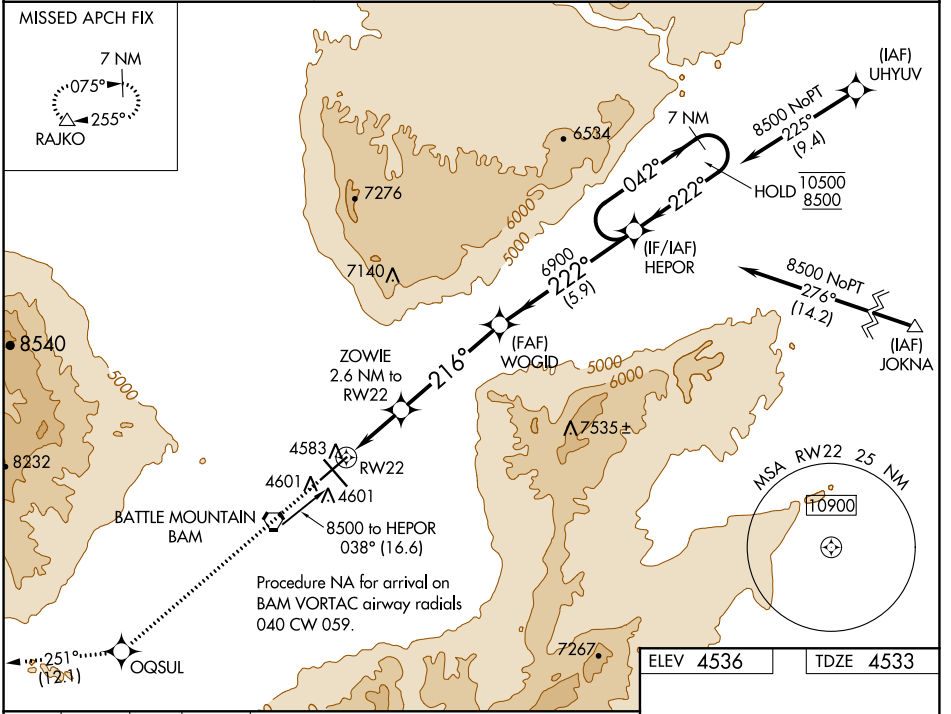 MISSED APCH FIX
7 NM
075°
255°
RAJKO
(IAF)
UHYUV
8500 NoPT
225°
(9.4)
7 NM
042°
222°
HOLD
10500
8500
6534
7276
6000
5000
7140
(IF/IAF)
HEPOR
6900
222°
(5.9)
8500 NoPT
276°
(14.2)
(IAF)
JOKNA
8540
5000
(FAF)
WOGID
216°
ZOWIE
2.6 NM to
RW22
5000
6000
7535±
8232
4583
RW22
4601
4601
BATTLE MOUNTAIN
BAM
8500 to HEPOR
038° (16.6)
MSA RW22 25 NM
10900
Procedure NA for arrival on
BAM VORTAC airway radials
040 CW 059.
251°
(12.1)
OQSUL
7267
ELEV 4536
TDZE 4533